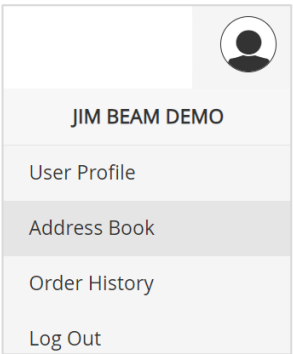 JIM BEAM DEMO
User Profile
Address Book
Order History
Log Out